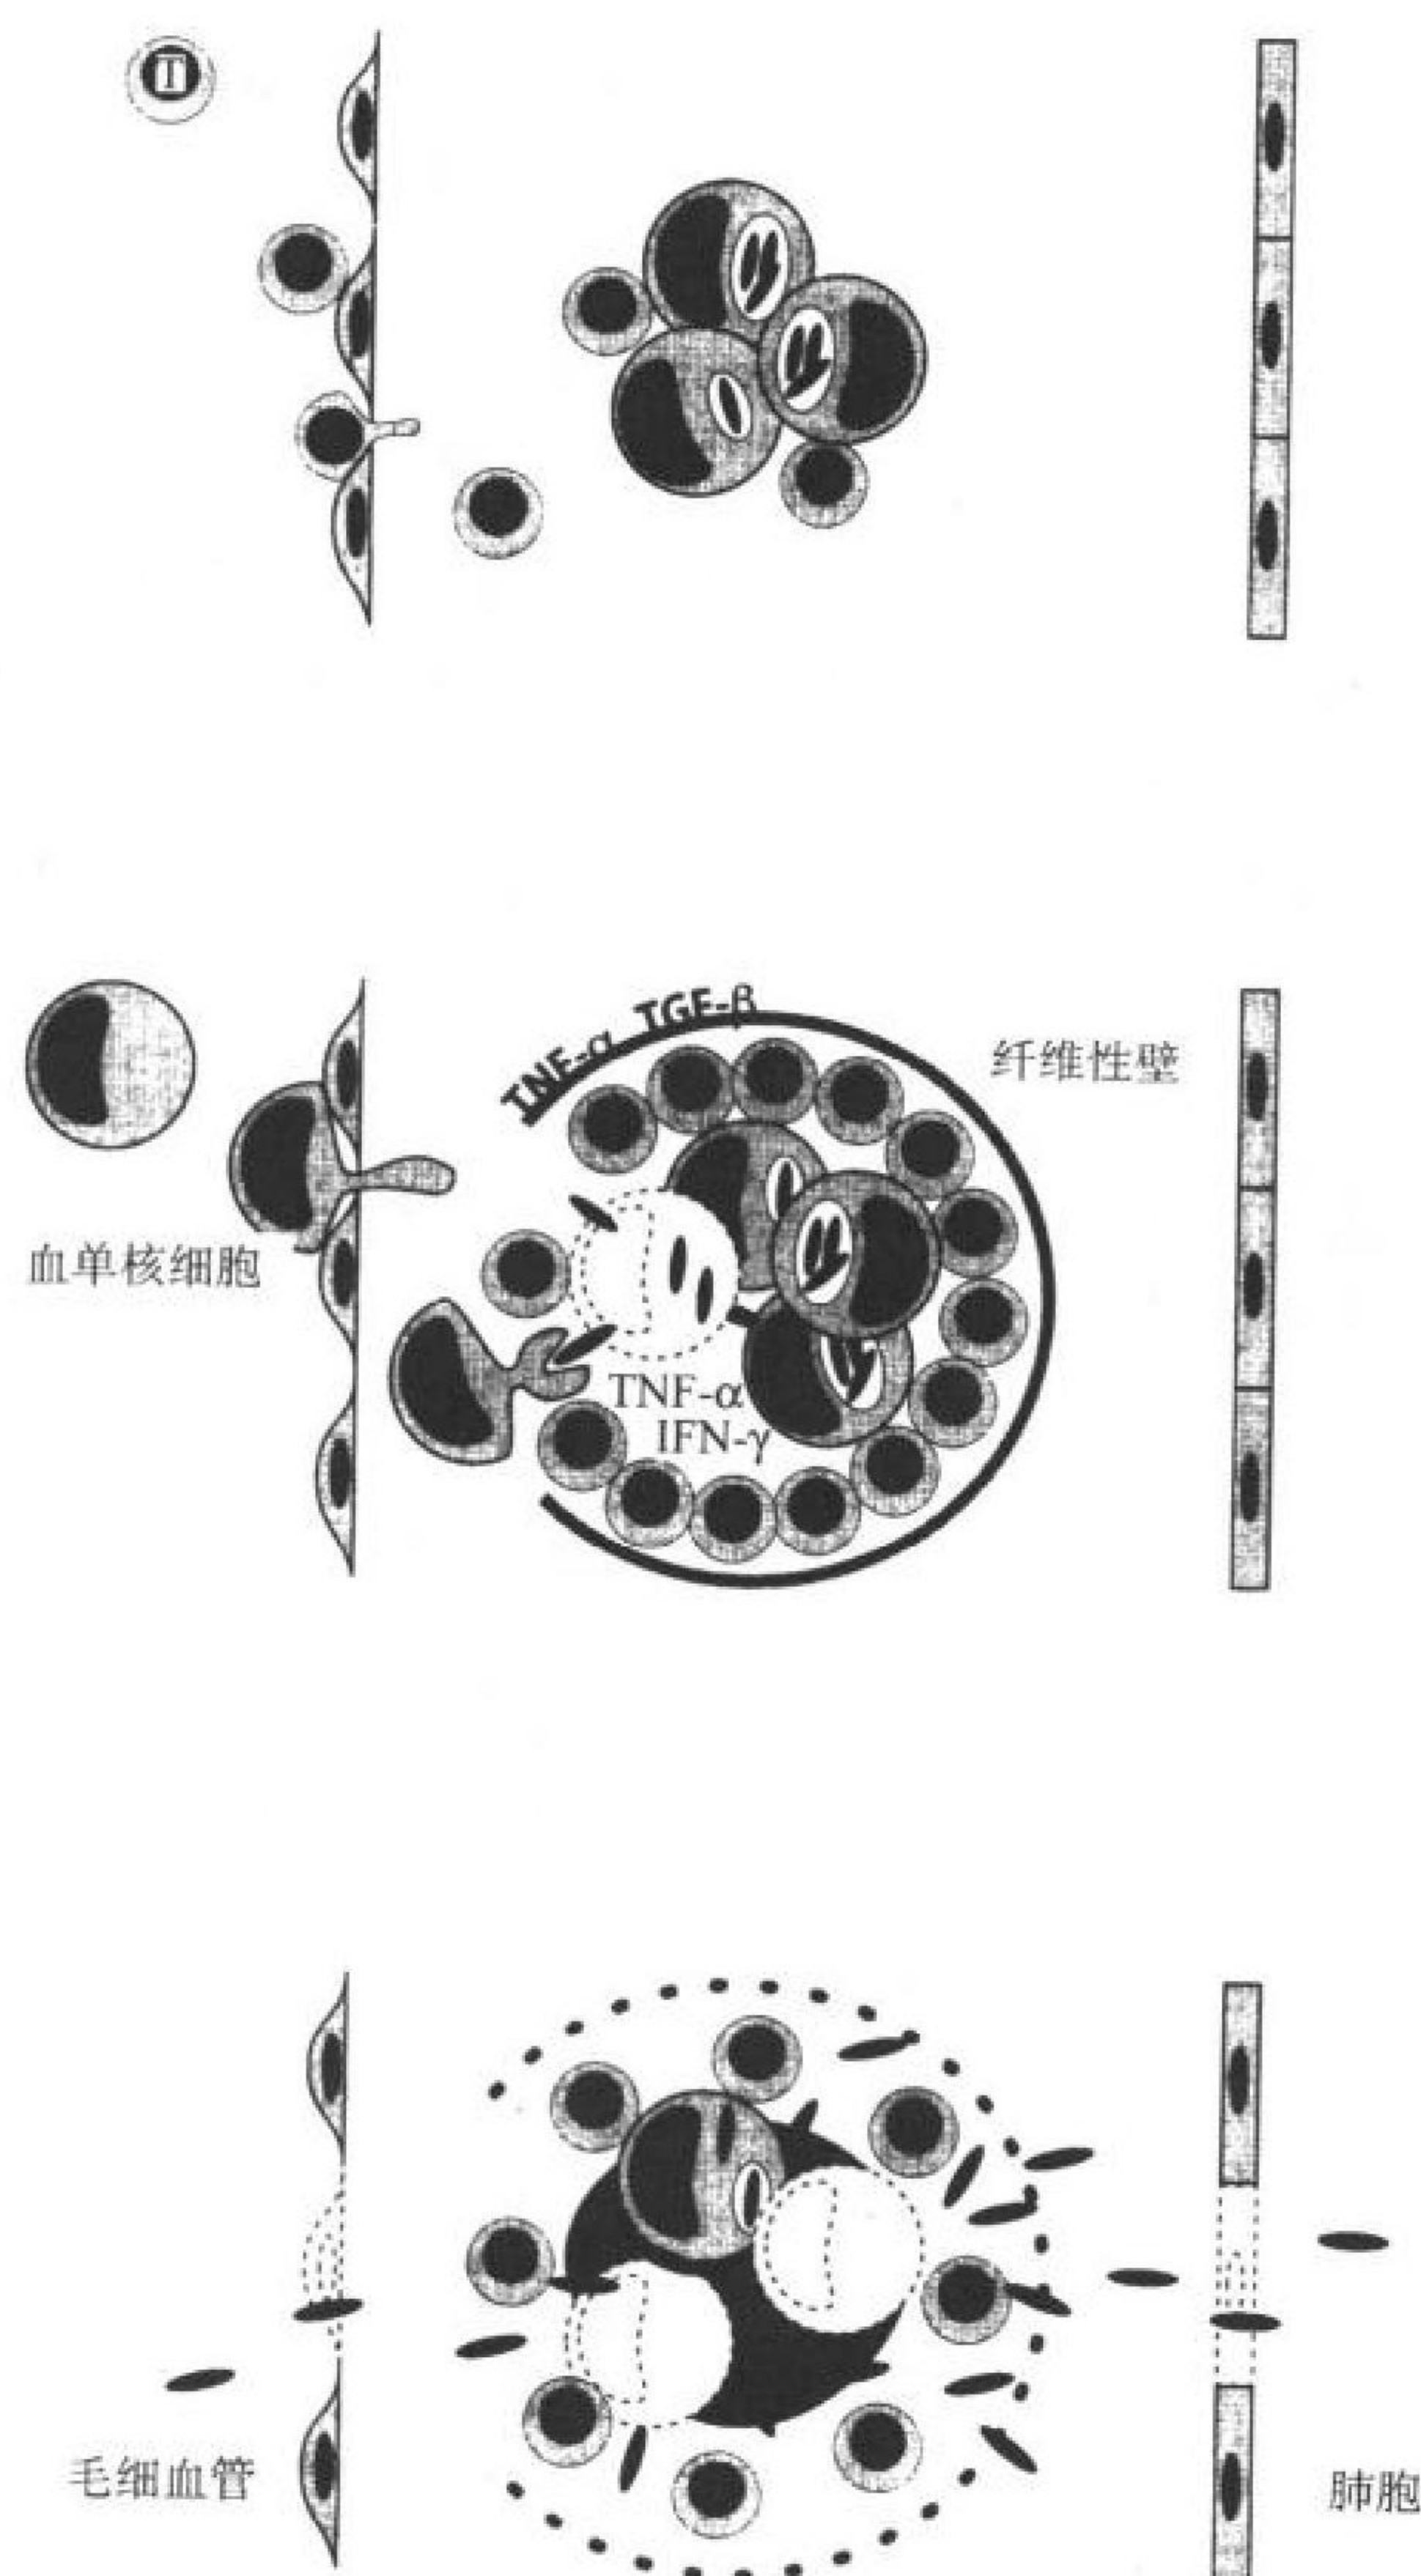 T
TNF-α TGF-β
纤维性壁
血单核细胞
TNF-α
IFN-γ
毛细血管
肺胞